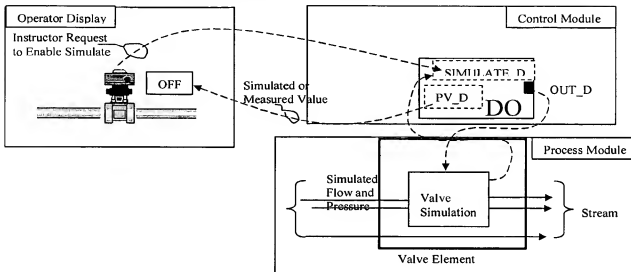 Operator Display
Control Module
Instructor Request
to Enable Simulate
OFF
Simulated or
Measured Value
SIMULATE_D
PV_D
DO
OUT_D
Process Module
Simulated
Flow and
Pressure
Valve
Simulation
Stream
Valve Element